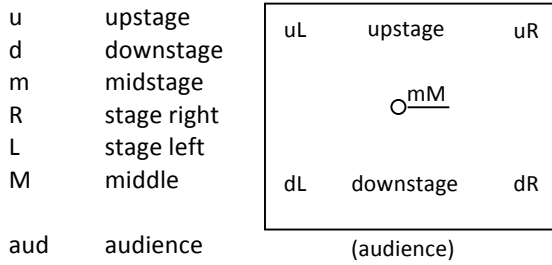 u upstage
d downstage
m midstage
R stage right
L stage left
M middle
aud audience
uL upstage uR
mM
dL downstage dR
(audience)